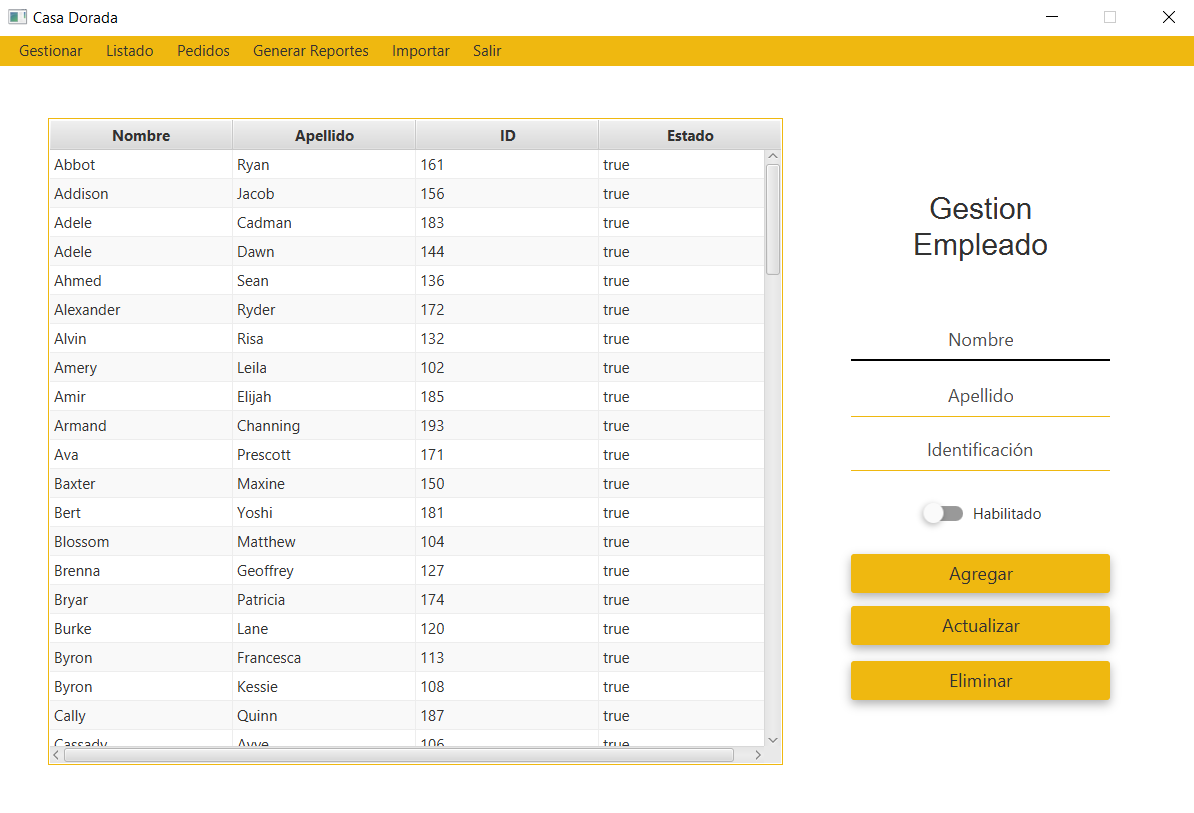 Casa Dorada
Gestionar Listado Pedidos Generar Reportes Importar Salir
Nombre Apellido ID Estado
Abbot Ryan 161 true
Addison Jacob 156 true
Adele Cadman 183 true
Adele Dawn 144 true
Ahmed Sean 136 true
Alexander Ryder 172 true
Alvin Risa 132 true
Amery Leila 102 true
Amir Elijah 185 true
Armand Channing 193 true
Ava Prescott 171 true
Baxter Maxine 150 true
Bert Yoshi 181 true
Blossom Matthew 104 true
Brenna Geoffrey 127 true
Bryar Patricia 174 true
Burke Lane 120 true
Byron Francesca 113 true
Byron Kessie 108 true
Cally Quinn 187 true
Cassady 106 true
Gestion
Empleado
Nombre
Apellido
Identificación
Habilitado
Agregar
Actualizar
Eliminar